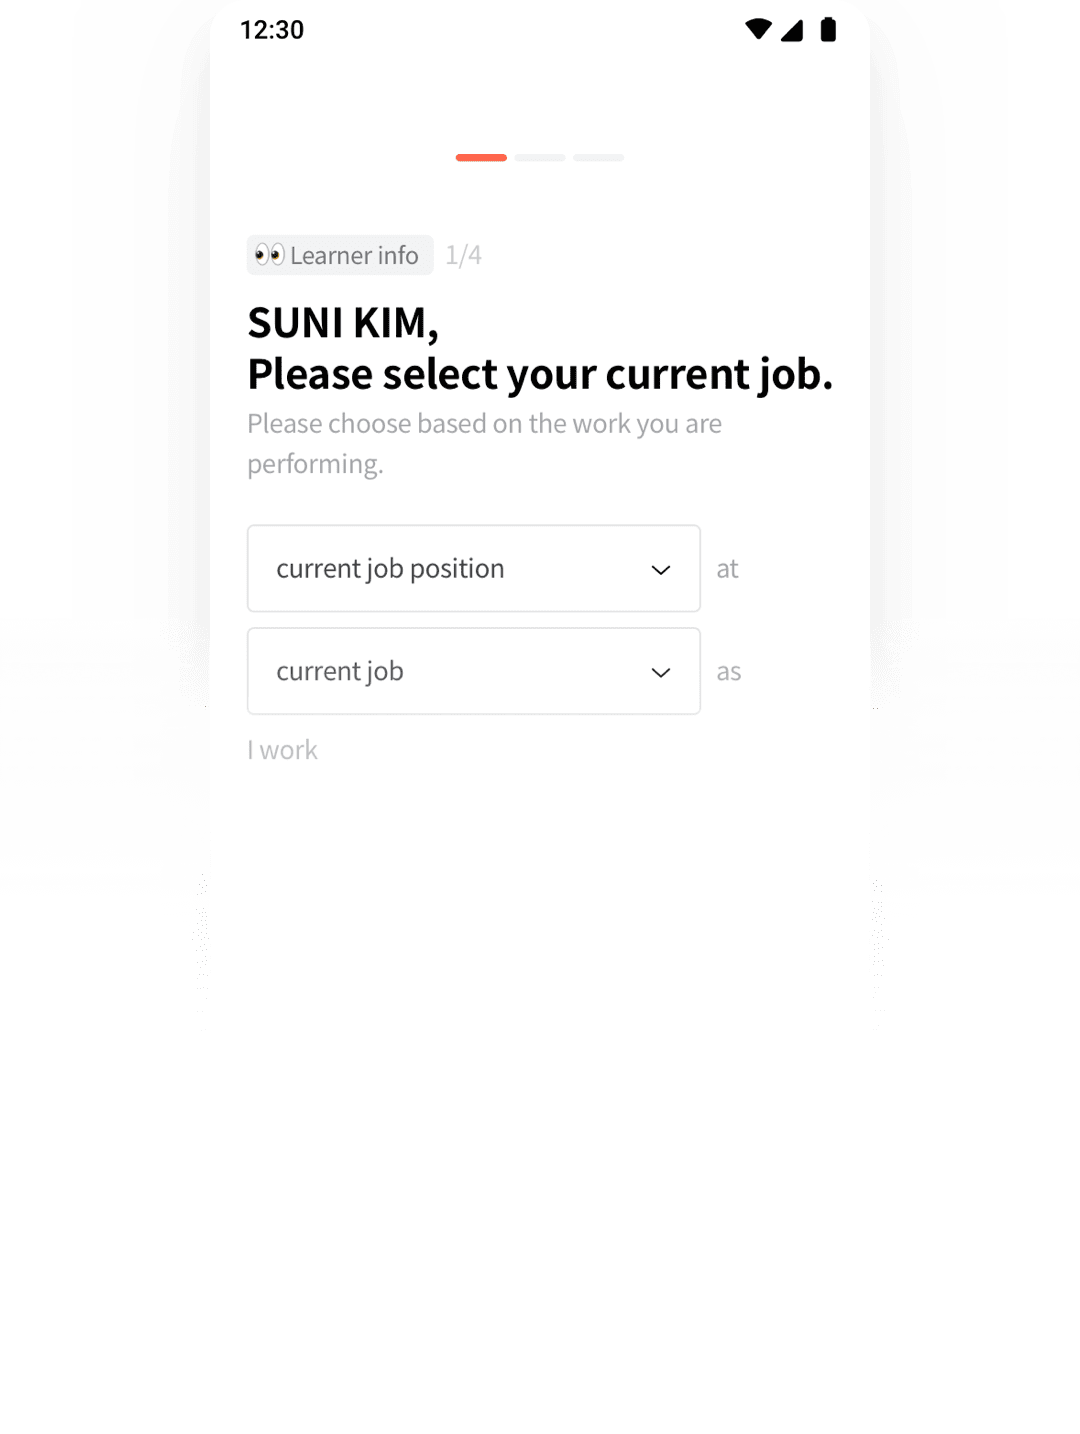 12:30
👀 Learner info 1/4
SUNI KIM,
Please select your current job.
Please choose based on the work you are
performing.
current job position at
current job as
I work